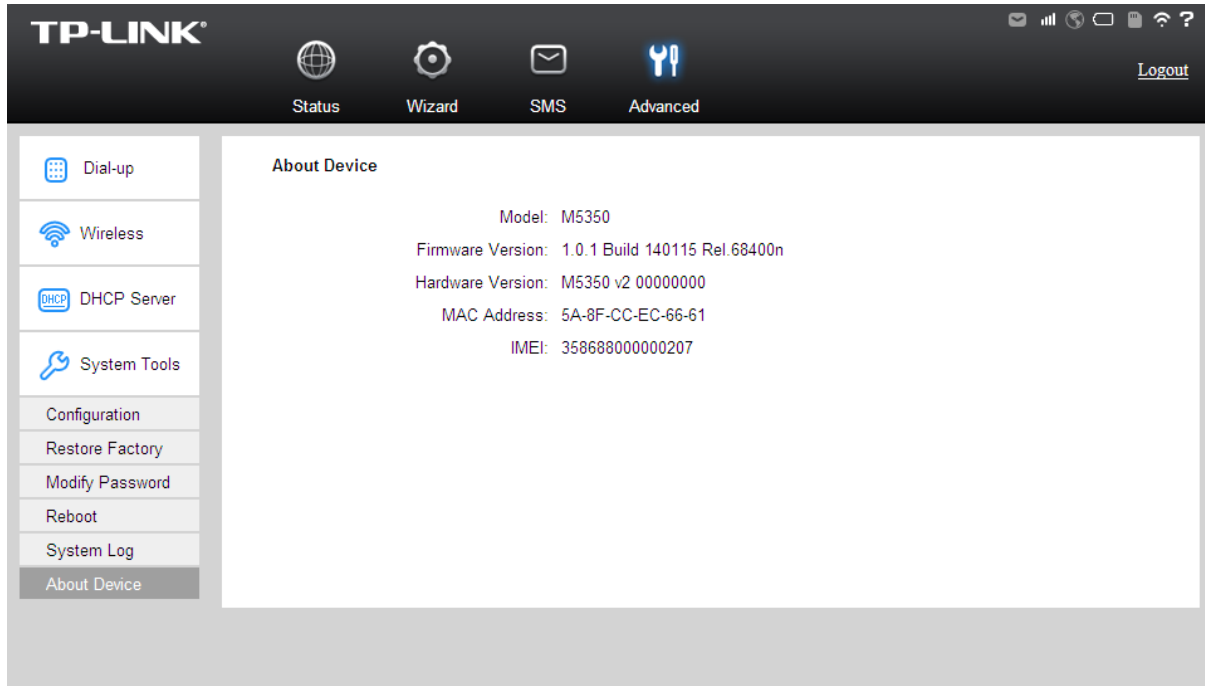 TP-LINK®
?
Logout
Status Wizard SMS Advanced
Dial-up
Wireless
DHCP DHCP Server
System Tools
Configuration
Restore Factory
Modify Password
Reboot
System Log
About Device
About Device
Model: M5350
Firmware Version: 1.0.1 Build 140115 Rel.68400n
Hardware Version: M5350 v2 00000000
MAC Address: 5A-8F-CC-EC-66-61
IMEI: 358688000000207